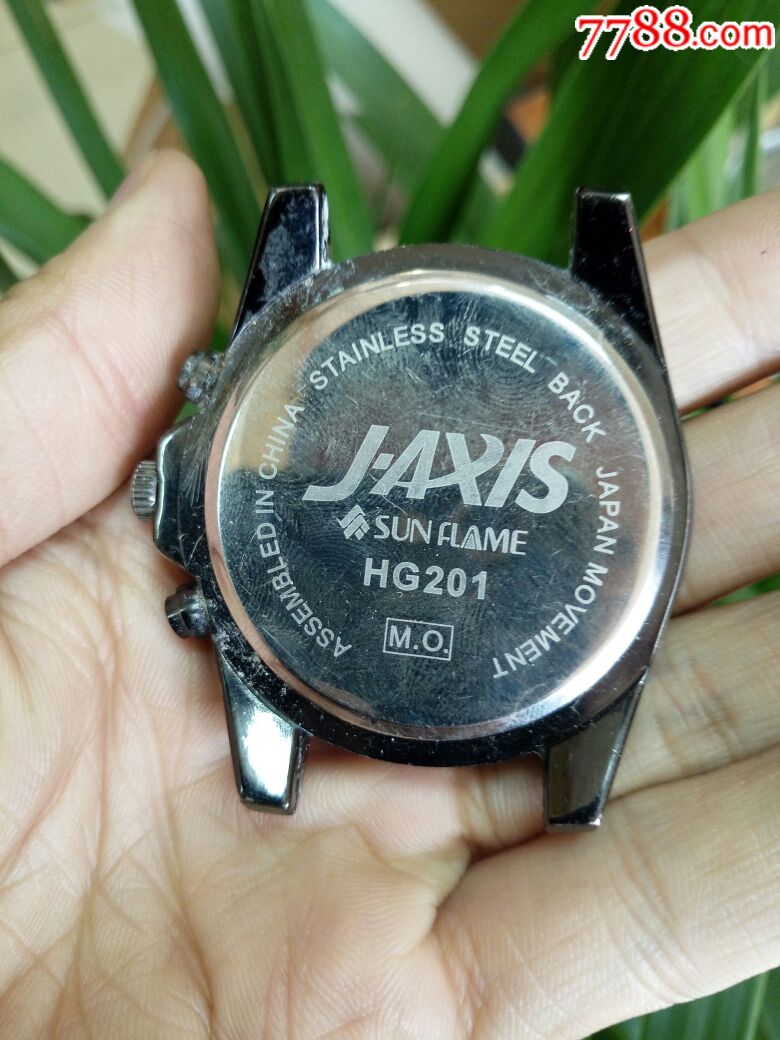 7788.com
ASSEMBLED IN CHINA STAINLESS STEEL BACK JAPAN MOVEMENT
J-AXIS
SUN FLAME
HG201
M.O.